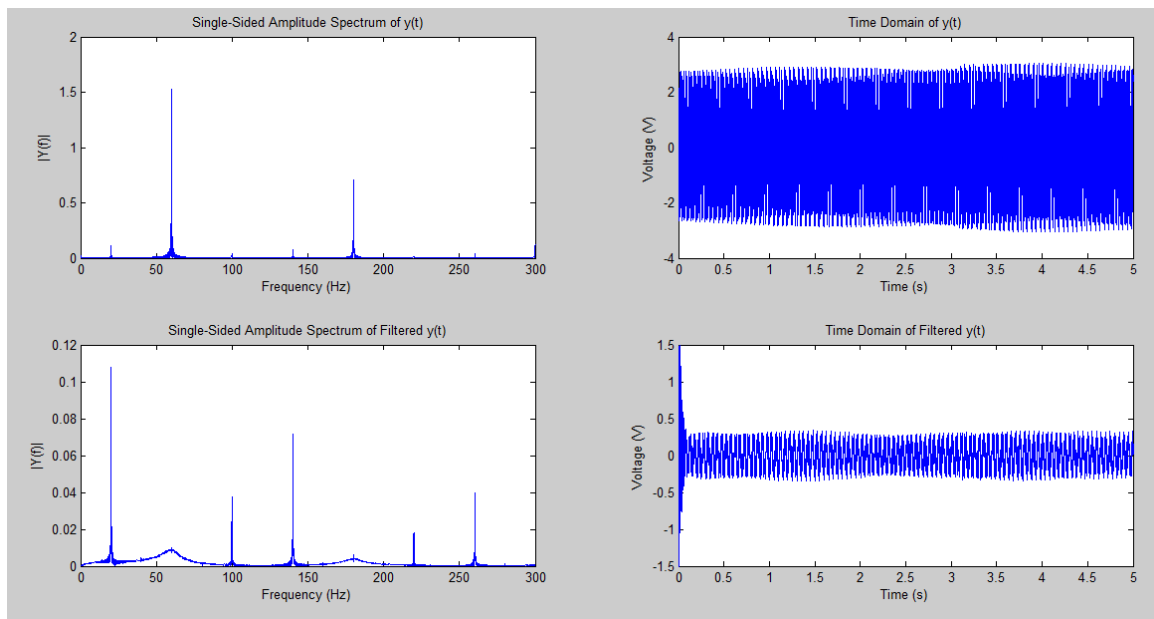 Single-Sided Amplitude Spectrum of y(t)
2
1.5
1
0.5
0
|Y(f)|
0 50 100 150 200 250 300
Frequency (Hz)
Time Domain of y(t)
4
2
0
-2
-4
Voltage (V)
0 0.5 1 1.5 2 2.5 3 3.5 4 4.5 5
Time (s)
Single-Sided Amplitude Spectrum of Filtered y(t)
0.12
0.1
0.08
0.06
0.04
0.02
0
|Y(f)|
0 50 100 150 200 250 300
Frequency (Hz)
Time Domain of Filtered y(t)
1.5
1
0.5
0
-0.5
-1
-1.5
Voltage (V)
0 0.5 1 1.5 2 2.5 3 3.5 4 4.5 5
Time (s)